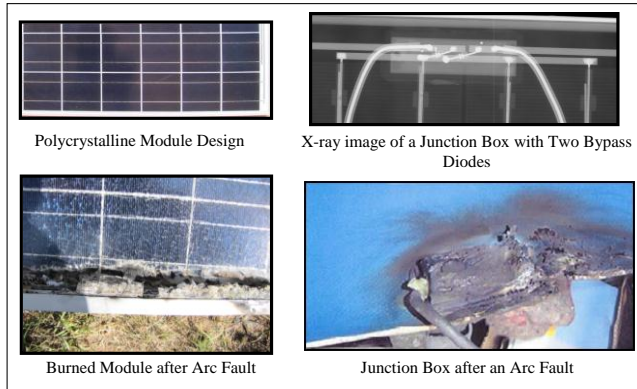 Polycrystalline Module Design
X-ray image of a Junction Box with Two Bypass
Diodes
Burned Module after Arc Fault
Junction Box after an Arc Fault